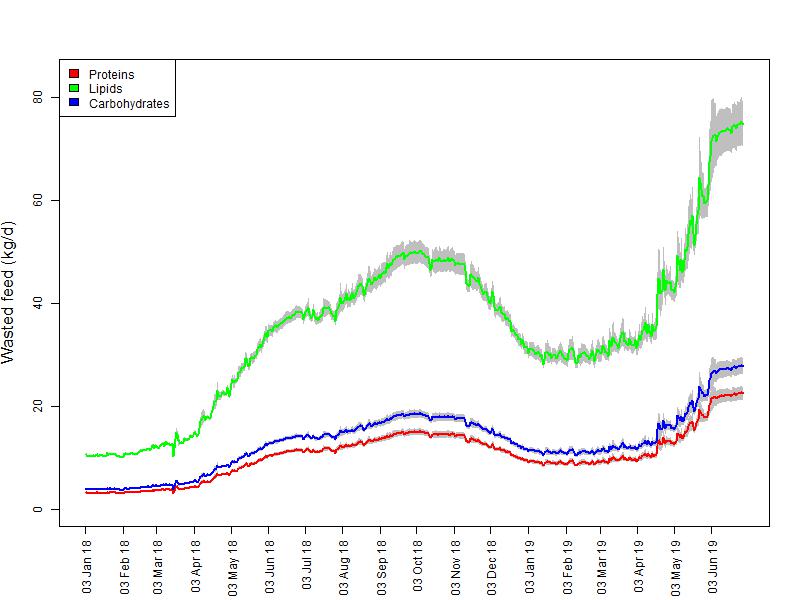 Proteins
Lipids
Carbohydrates
Wasted feed (kg/d)
80
60
40
20
0
03 Jan 18
03 Feb 18
03 Mar 18
03 Apr 18
03 May 18
03 Jun 18
03 Jul 18
03 Aug 18
03 Sep 18
03 Oct 18
03 Nov 18
03 Dec 18
03 Jan 19
03 Feb 19
03 Mar 19
03 Apr 19
03 May 19
03 Jun 19